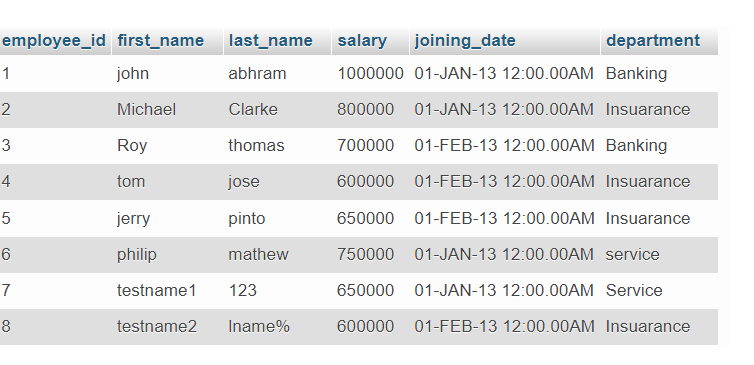 employee_id first_name last_name salary joining_date department
1 john abhram 1000000 01-JAN-13 12:00.00AM Banking
2 Michael Clarke 800000 01-JAN-13 12:00.00AM Insuarance
3 Roy thomas 700000 01-FEB-13 12:00.00AM Banking
4 tom jose 600000 01-FEB-13 12:00.00AM Insuarance
5 jerry pinto 650000 01-FEB-13 12:00.00AM Insuarance
6 philip mathew 750000 01-JAN-13 12:00.00AM service
7 testname1 123 650000 01-JAN-13 12:00.00AM Service
8 testname2 lname% 600000 01-FEB-13 12:00.00AM Insuarance